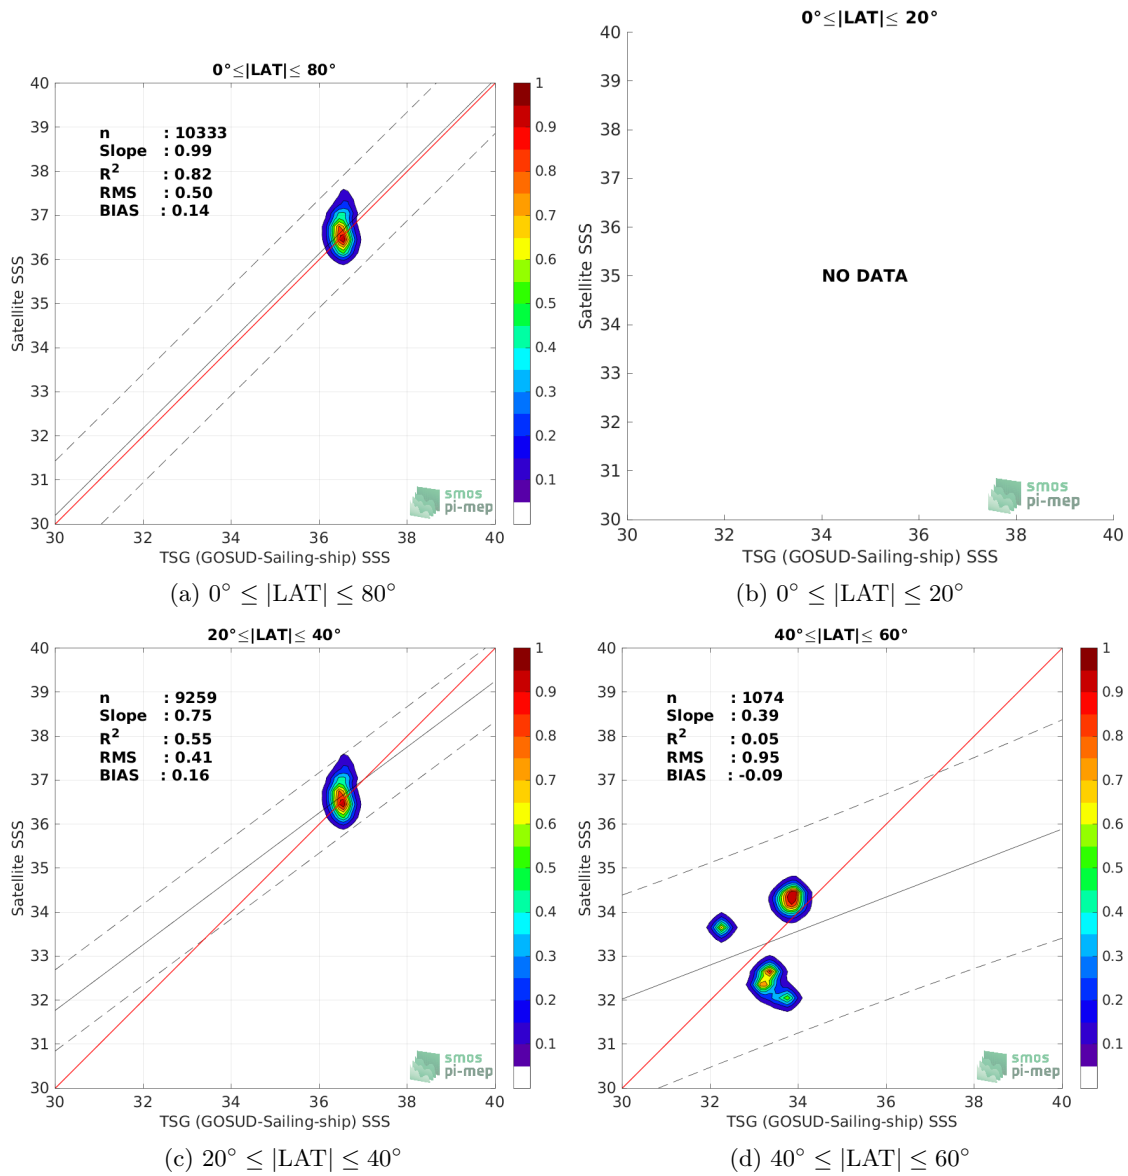 0°≤|LAT|≤ 80°
40
39
38
37
36
35
34
33
32
31
30
Satellite SSS
n : 10333
Slope : 0.99
R² : 0.82
RMS : 0.50
BIAS : 0.14
smos
pi-mep
30 32 34 36 38 40
TSG (GOSUD-Sailing-ship) SSS
1
0.9
0.8
0.7
0.6
0.5
0.4
0.3
0.2
0.1
(a) 0° ≤ |LAT| ≤ 80°
0°≤|LAT|≤ 20°
40
39
38
37
36
35
34
33
32
31
30
Satellite SSS
NO DATA
smos
pi-mep
30 32 34 36 38 40
TSG (GOSUD-Sailing-ship) SSS
(b) 0° ≤ |LAT| ≤ 20°
20°≤|LAT|≤ 40°
40
39
38
37
36
35
34
33
32
31
30
Satellite SSS
n : 9259
Slope : 0.75
R² : 0.55
RMS : 0.41
BIAS : 0.16
smos
pi-mep
30 32 34 36 38 40
TSG (GOSUD-Sailing-ship) SSS
1
0.9
0.8
0.7
0.6
0.5
0.4
0.3
0.2
0.1
(c) 20° ≤ |LAT| ≤ 40°
40°≤|LAT|≤ 60°
40
39
38
37
36
35
34
33
32
31
30
Satellite SSS
n : 1074
Slope : 0.39
R² : 0.05
RMS : 0.95
BIAS : -0.09
smos
pi-mep
30 32 34 36 38 40
TSG (GOSUD-Sailing-ship) SSS
1
0.9
0.8
0.7
0.6
0.5
0.4
0.3
0.2
0.1
(d) 40° ≤ |LAT| ≤ 60°